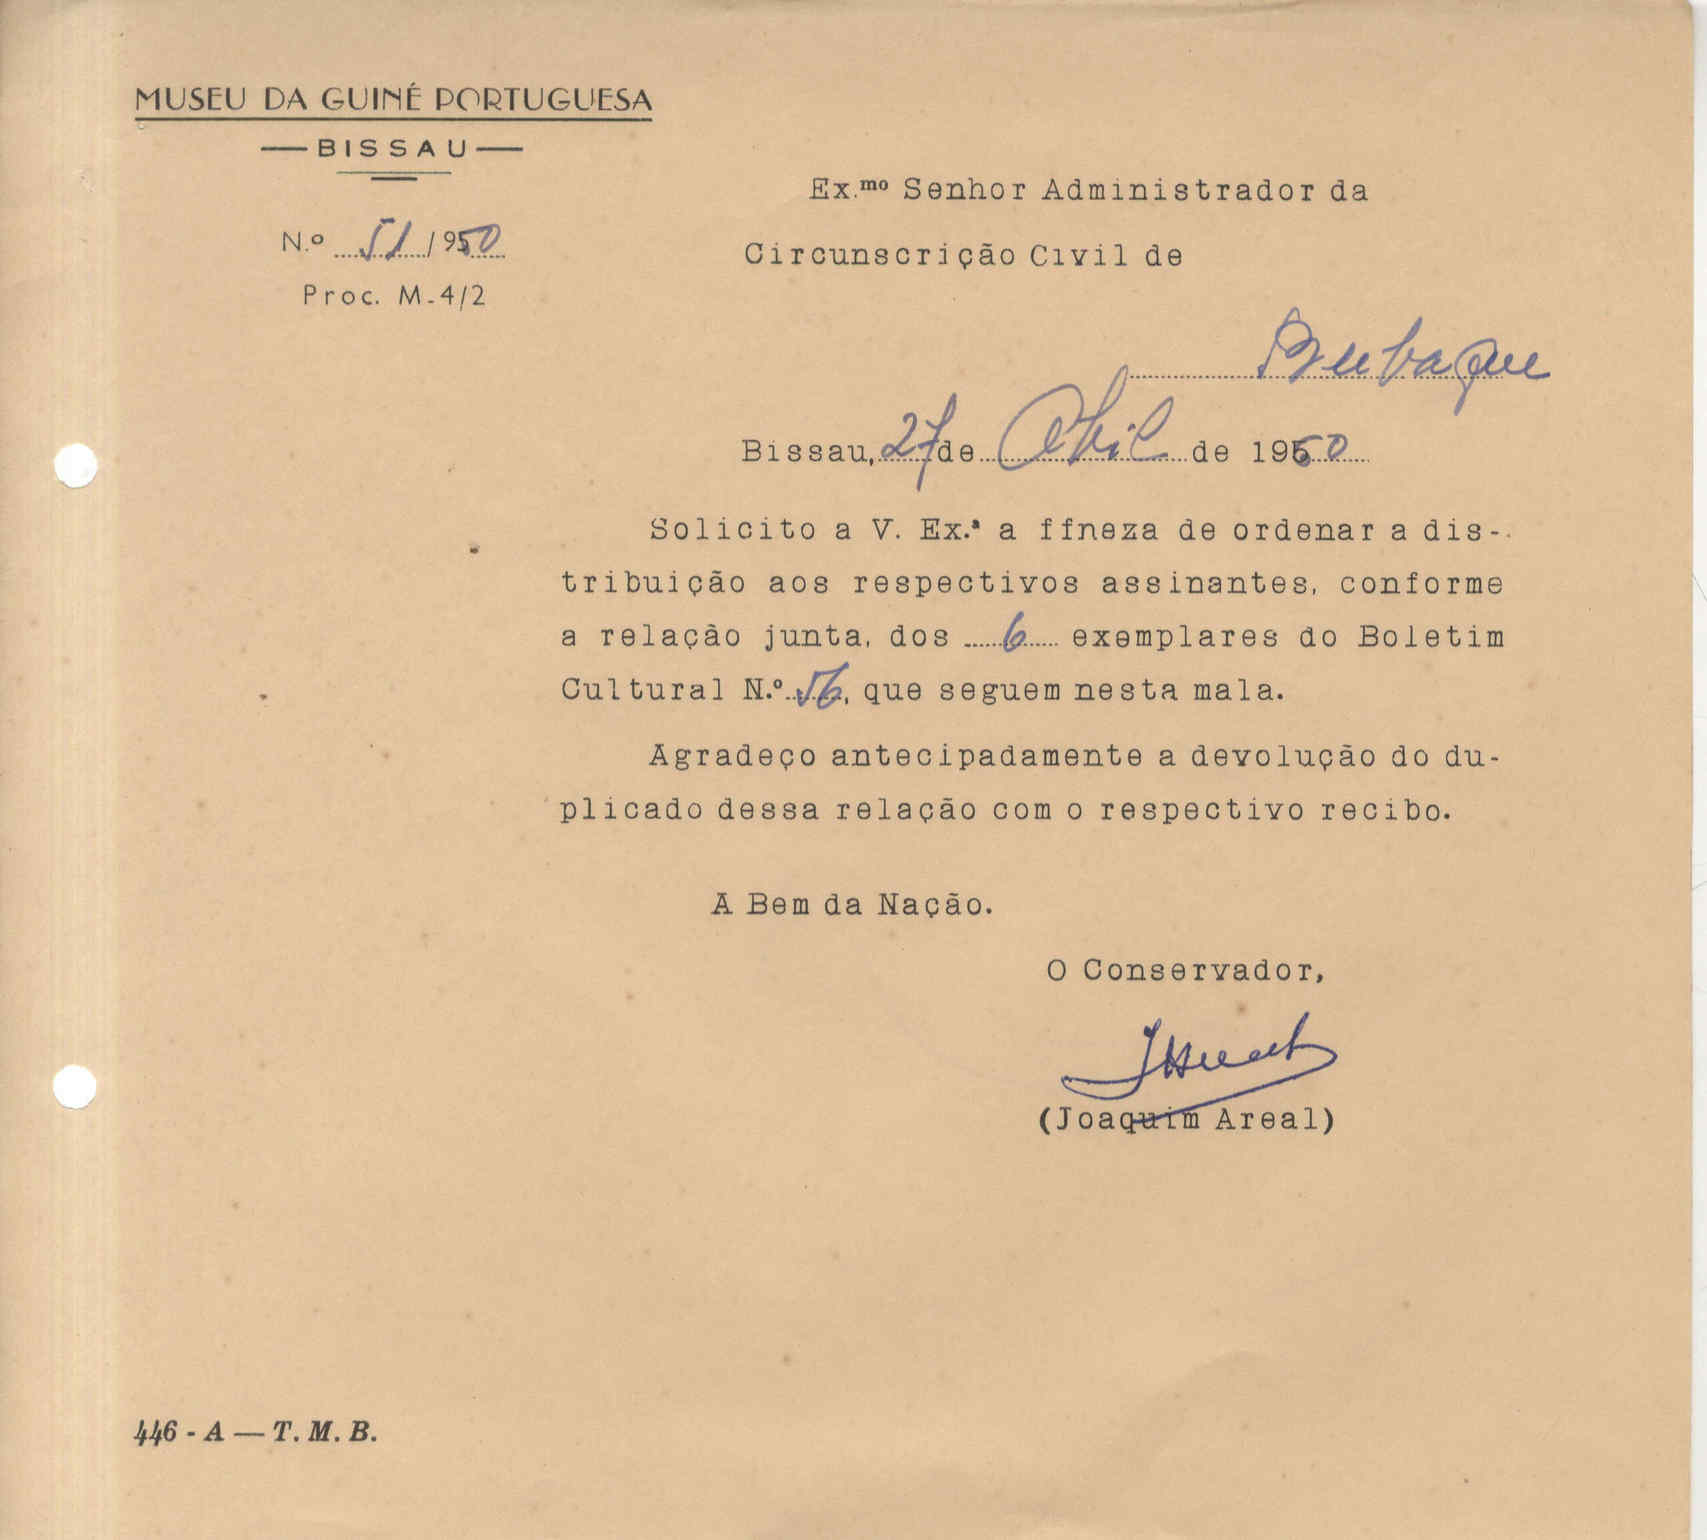 MUSEU DA GUINÉ PORTUGUESA
— BISSAU —
N.º 51/960
Proc. M-4/2
Ex.mo Senhor Administrador da
Circunscrição Civil de
Bubaque
Bissau, 27 de Abril de 1960
Solicito a V. Ex.ª a ffneza de ordenar a dis-
tribuição aos respectivos assinantes, conforme
a relação junta, dos 6 exemplares do Boletim
Cultural N.º 56, que seguem nesta mala.
Agradeço antecipadamente a devolução do du-
plicado dessa relação com o respectivo recibo.
A Bem da Nação.
O Conservador,
(Joaquim Areal)
446 - A — T. M. B.